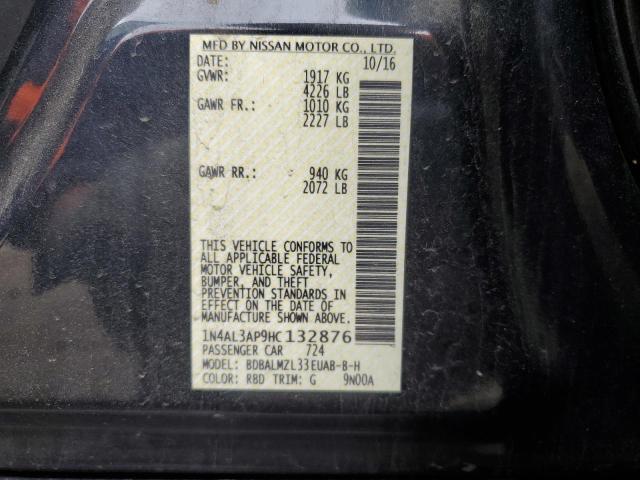 MFD BY NISSAN MOTOR CO., LTD.
DATE: 10/16
GVWR: 1917 KG
4226 LB
GAWR FR.: 1010 KG
2227 LB
GAWR RR.: 940 KG
2072 LB
THIS VEHICLE CONFORMS TO
ALL APPLICABLE FEDERAL
MOTOR VEHICLE SAFETY,
BUMPER, AND THEFT
PREVENTION STANDARDS IN
EFFECT ON THE DATE OF
MANUFACTURE SHOWN ABOVE.
1N4AL3AP9HC132876
PASSENGER CAR 724
MODEL: BDBALMZL33EUAB-B-H
COLOR: RBD TRIM: G 9N00A